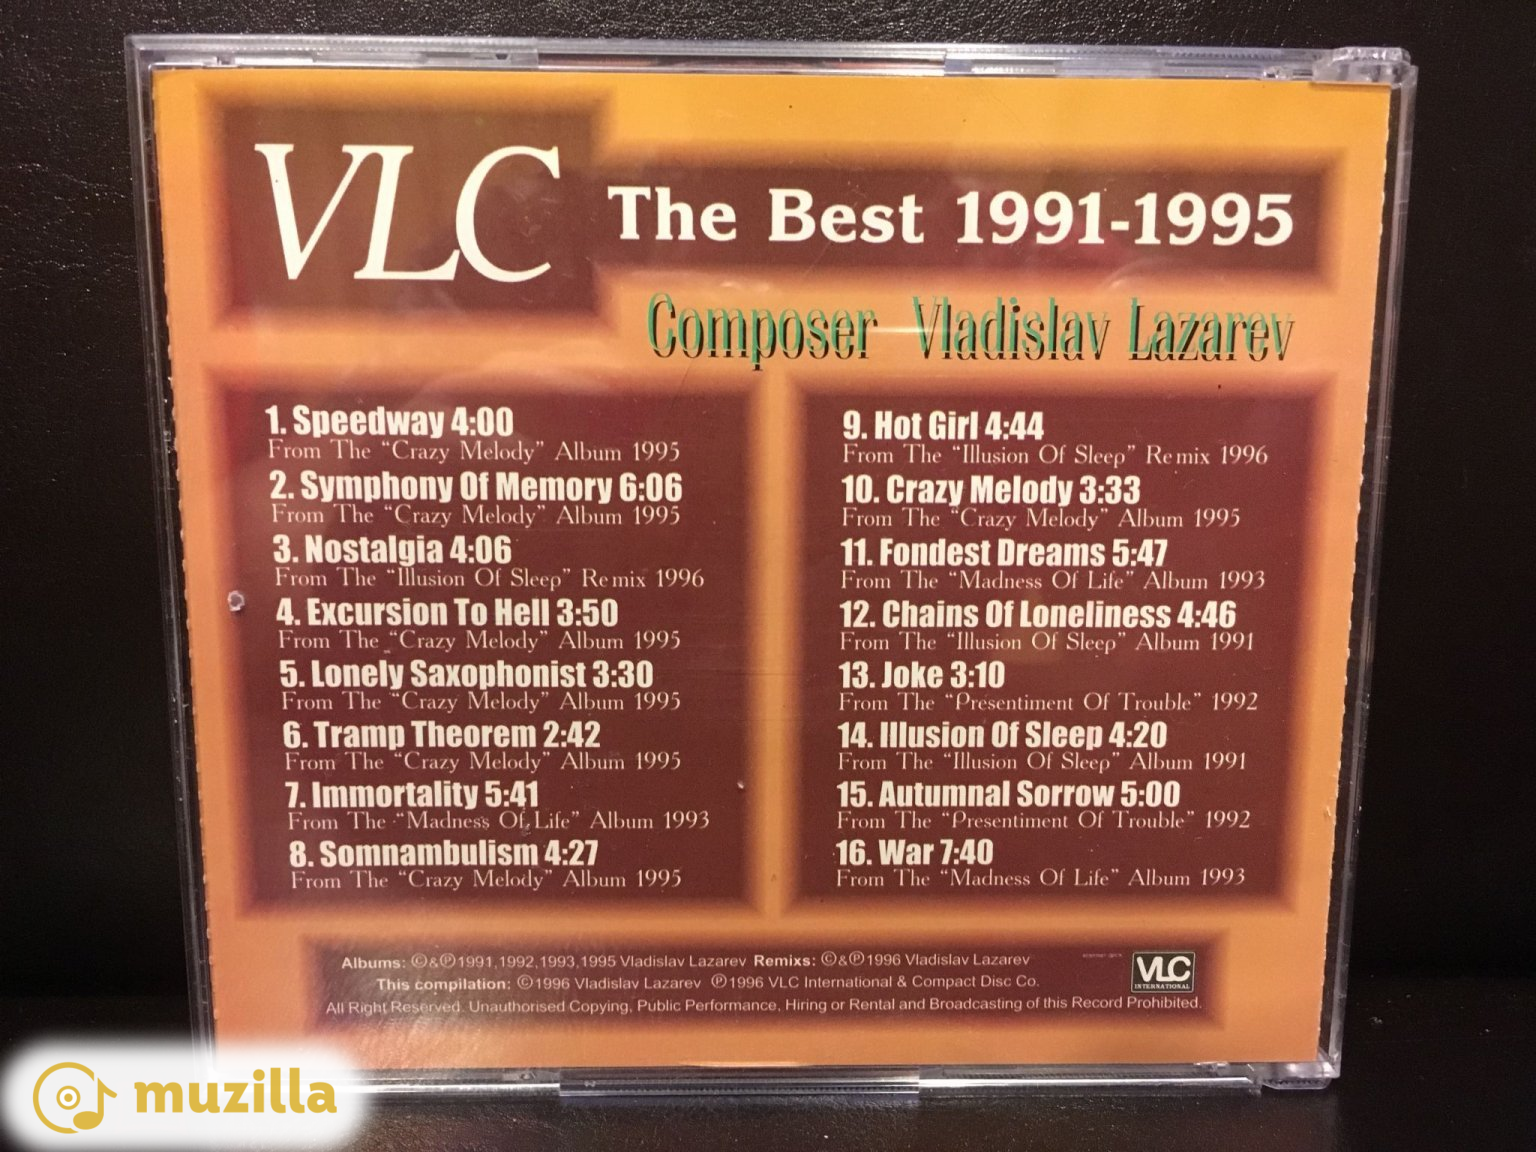 VLC
The Best 1991-1995
Composer Vladislav Lazarev
1. Speedway 4:00
From The "Crazy Melody" Album 1995
2. Symphony Of Memory 6:06
From The "Crazy Melody" Album 1995
3. Nostalgia 4:06
From The "Illusion Of Sleep" Remix 1996
4. Excursion To Hell 3:50
From The "Crazy Melody" Album 1995
5. Lonely Saxophonist 3:30
From The "Crazy Melody" Album 1995
6. Tramp Theorem 2:42
From The "Crazy Melody" Album 1995
7. Immortality 5:41
From The "Madness Of Life" Album 1993
8. Somnambulism 4:27
From The "Crazy Melody" Album 1995
9. Hot Girl 4:44
From The "Illusion Of Sleep" Remix 1996
10. Crazy Melody 3:33
From The "Crazy Melody" Album 1995
11. Fondest Dreams 5:47
From The "Madness Of Life" Album 1993
12. Chains Of Loneliness 4:46
From The "Illusion Of Sleep" Album 1991
13. Joke 3:10
From The "Presentiment Of Trouble" 1992
14. Illusion Of Sleep 4:20
From The "Illusion Of Sleep" Album 1991
15. Autumnal Sorrow 5:00
From The "Presentiment Of Trouble" 1992
16. War 7:40
From The "Madness Of Life" Album 1993
Albums: ©&℗1991,1992,1993,1995 Vladislav Lazarev Remixs: ©&℗1996 Vladislav Lazarev
This compilation: ©1996 Vladislav Lazarev ℗1996 VLC International & Compact Disc Co.
All Right Reserved. Unauthorised Copying, Public Performance, Hiring or Rental and Broadcasting of this Record Prohibited.
VLC
INTERNATIONAL
muzilla